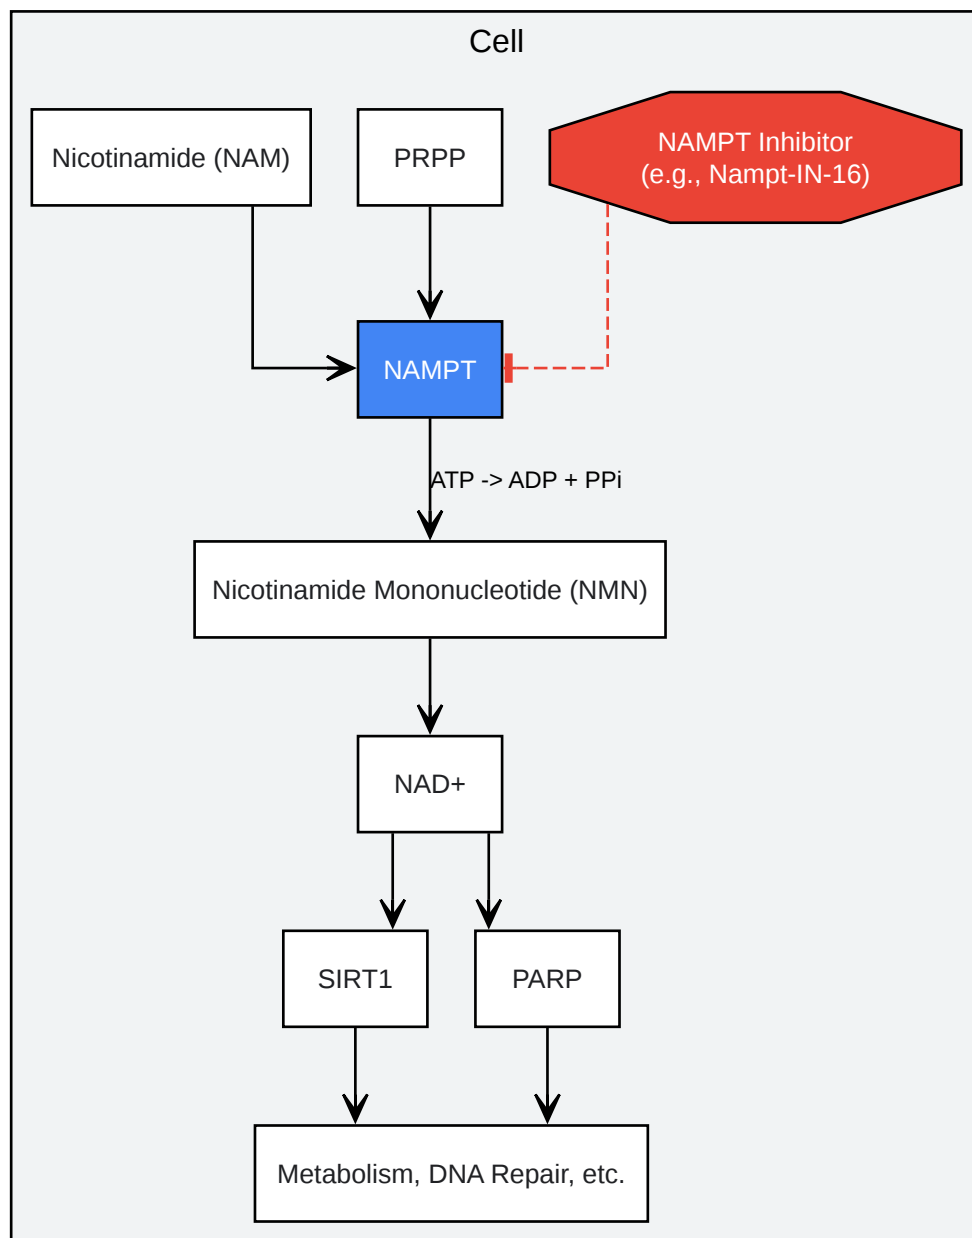 Cell
Nicotinamide (NAM)
PRPP
NAMPT Inhibitor
(e.g., Nampt-IN-16)
NAMPT
ATP -> ADP + PPi
Nicotinamide Mononucleotide (NMN)
NAD+
SIRT1
PARP
Metabolism, DNA Repair, etc.